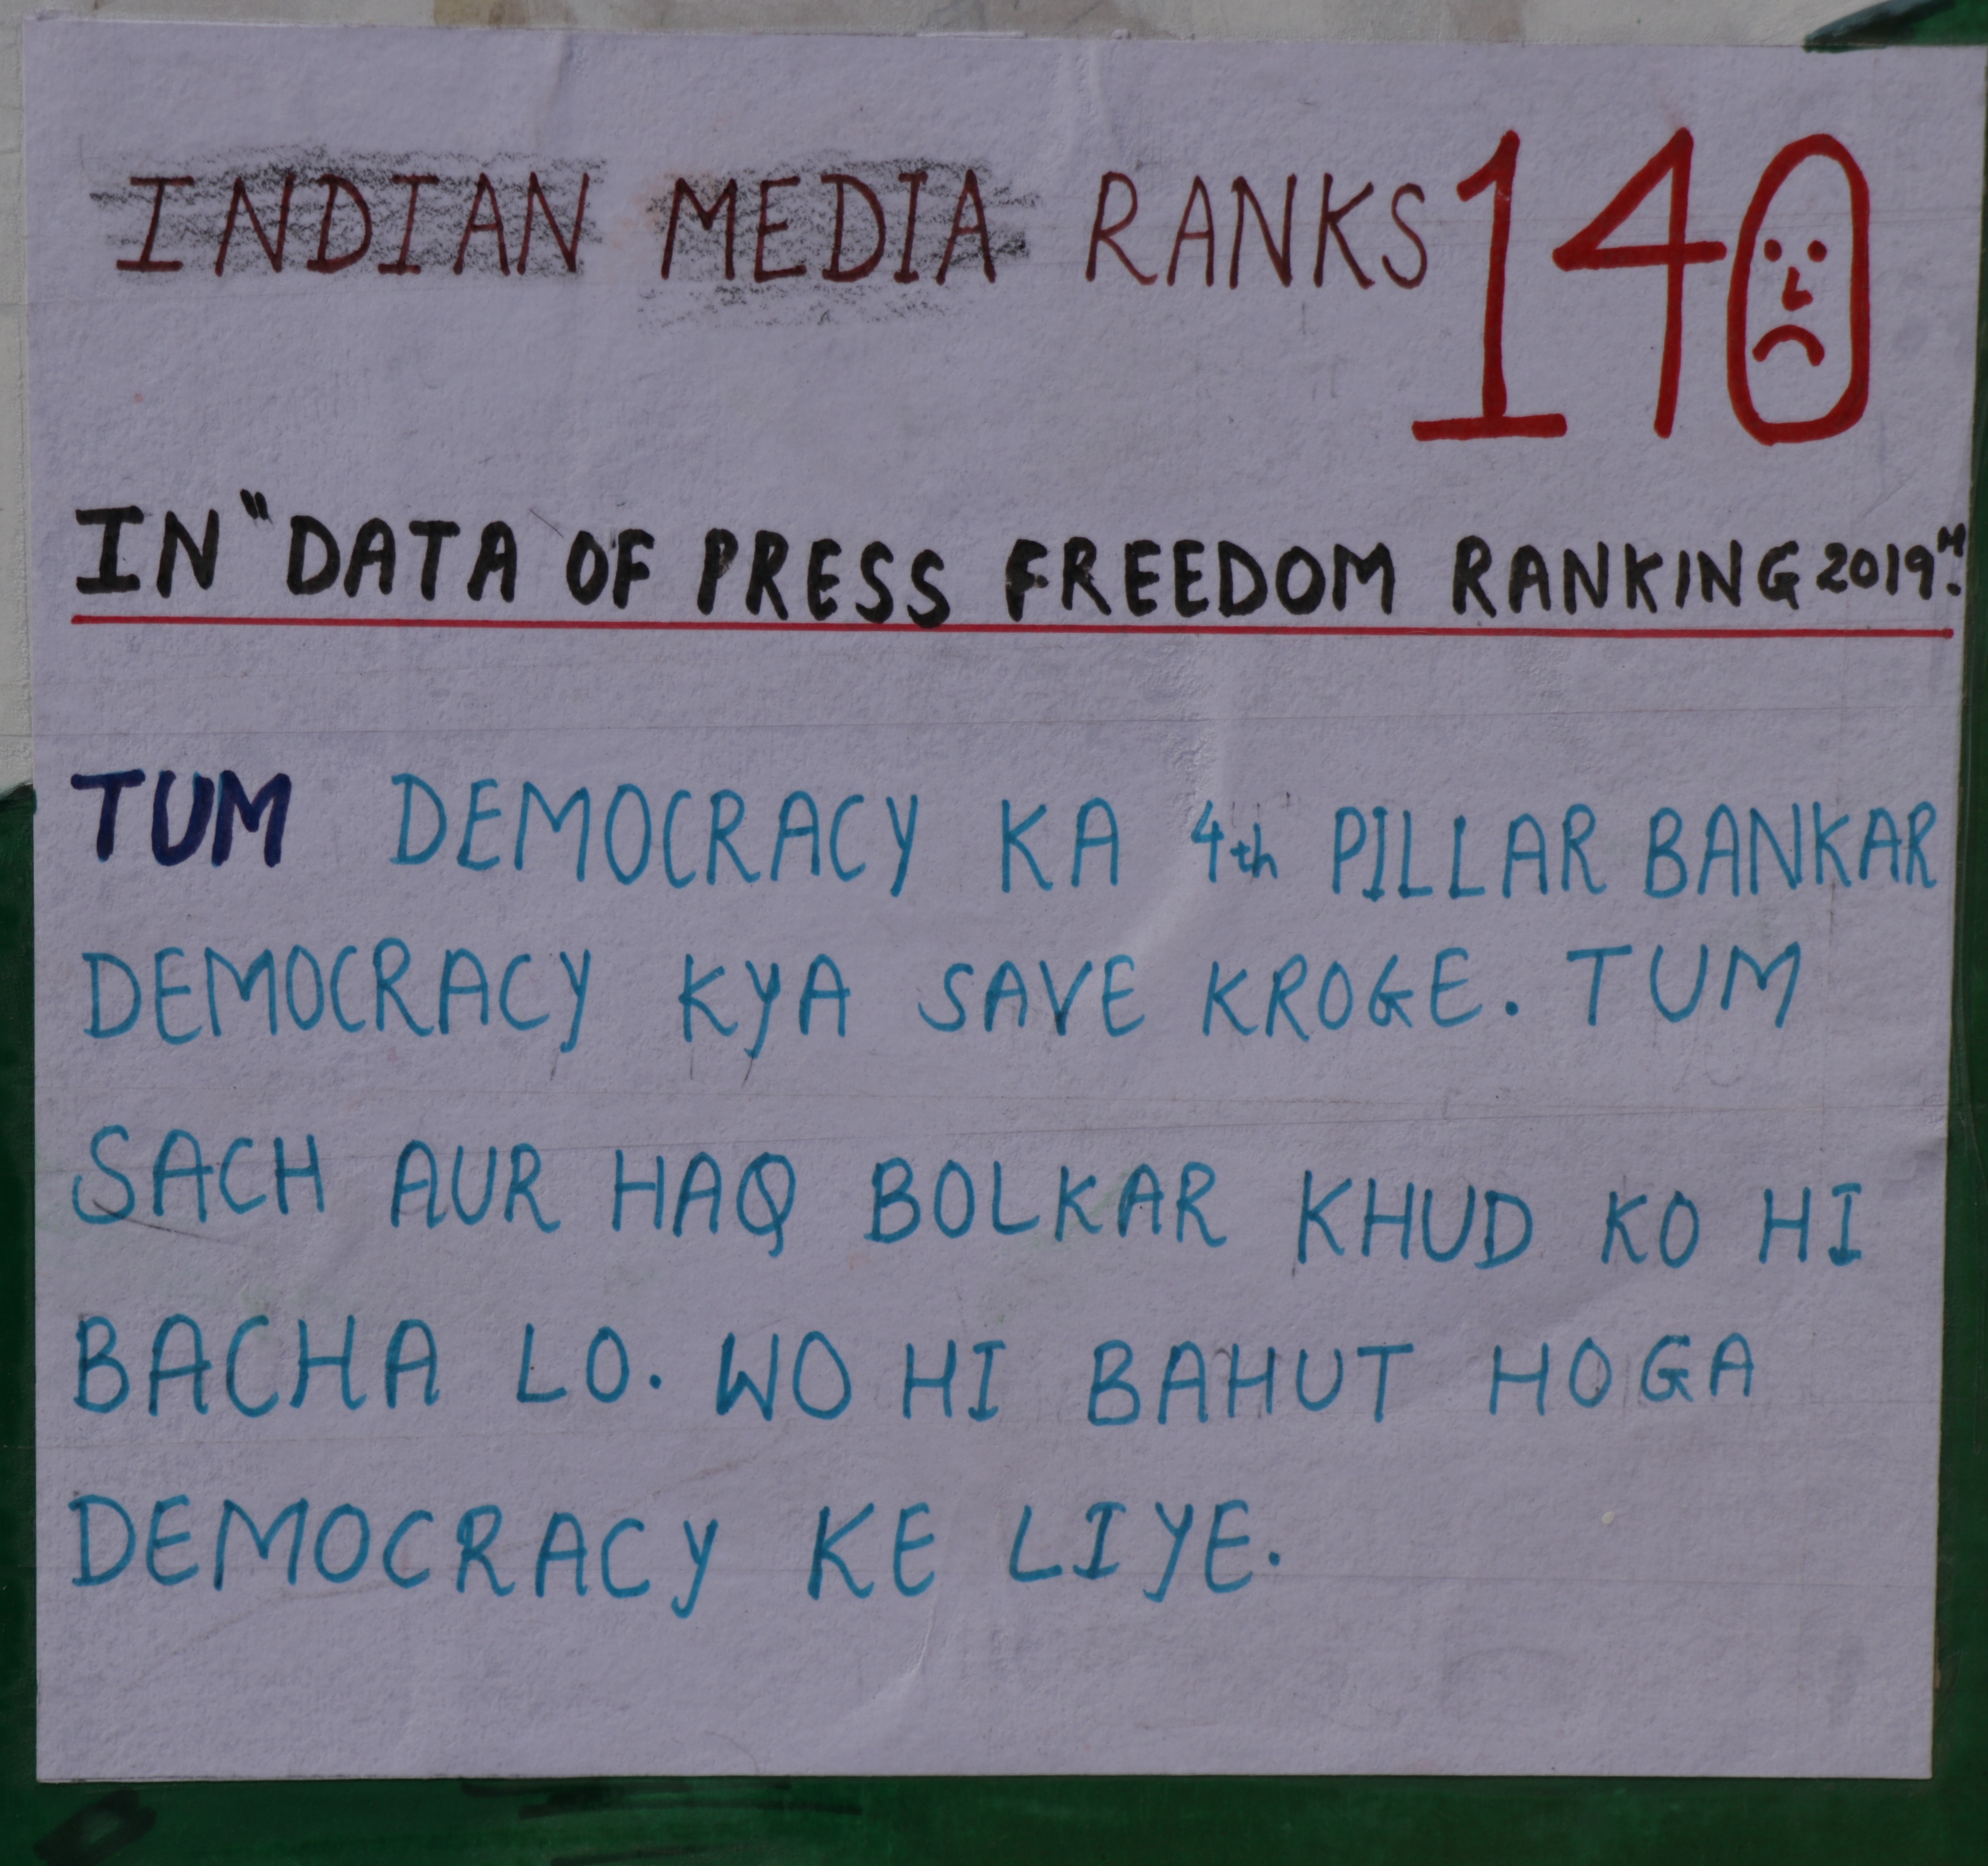 INDIAN MEDIA RANKS 140
IN "DATA OF PRESS FREEDOM RANKING 2019".
TUM DEMOCRACY KA 4th PILLAR BANKAR
DEMOCRACY KYA SAVE KROGE. TUM
SACH AUR HAQ BOLKAR KHUD KO HI
BACHA LO. WO HI BAHUT HOGA
DEMOCRACY KE LIYE.